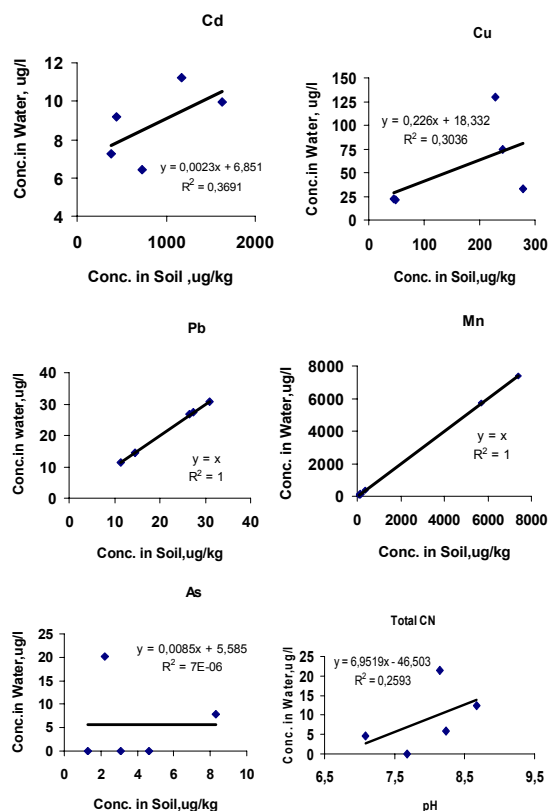 Cd
Conc.in Water, ug/l
12
10
8
6
4
y = 0,0023x + 6,851
R2 = 0,3691
0 1000 2000
Conc. in Soil ,ug/kg
Cu
Conc. in Water, ug/l
150
125
100
75
50
25
0
y = 0,226x + 18,332
R2 = 0,3036
0 100 200 300
Conc. in Soil,ug/kg
Pb
Conc.in water,ug/l
40
30
20
10
0
y = x
R2 = 1
0 10 20 30 40
Conc. in Soil,ug/kg
Mn
Conc. in Water,ug/l
8000
6000
4000
2000
0
y = x
R2 = 1
0 2000 4000 6000 8000
Conc. in Soil,ug/kg
As
Conc.in Water,ug/l
25
20
15
10
5
0
y = 0,0085x + 5,585
R2 = 7E-06
0 2 4 6 8 10
Conc. in Soil,ug/kg
Total CN
Conc. in Water,ug/l
25
20
15
10
5
0
y = 6,9519x - 46,503
R2 = 0,2593
6,5 7,5 8,5 9,5
pH